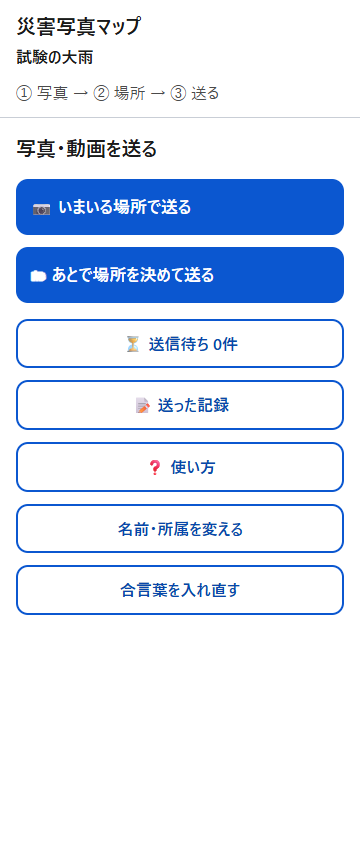 災害写真マップ
試験の大雨
① 写真 → ② 場所 → ③ 送る
写真・動画を送る
いまいる場所で送る
あとで場所を決めて送る
送信待ち 0件
送った記録
使い方
名前・所属を変える
合言葉を入れ直す